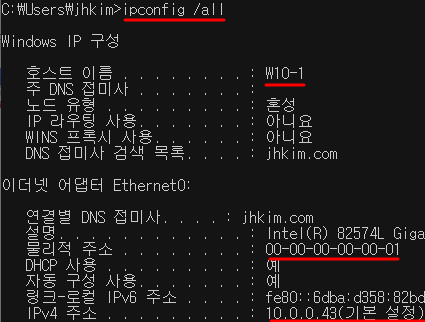 C:\Users\jhkim>ipconfig /all
Windows IP 구성
호스트 이름 . . . . . . . . : W10-1
주 DNS 접미사 . . . . . . . :
노드 유형 . . . . . . . . . : 혼성
IP 라우팅 사용. . . . . . . : 아니요
WINS 프록시 사용. . . . . . : 아니요
DNS 접미사 검색 목록. . . . : jhkim.com
이더넷 어댑터 Ethernet0:
연결별 DNS 접미사. . . . : jhkim.com
설명. . . . . . . . . . . . : Intel(R) 82574L Giga
물리적 주소 . . . . . . . . : 00-00-00-00-00-01
DHCP 사용 . . . . . . . . . : 예
자동 구성 사용. . . . . . . : 예
링크-로컬 IPv6 주소 . . . . : fe80::6dba:d358:82bd
IPv4 주소 . . . . . . . . . : 10.0.0.43(기본 설정)